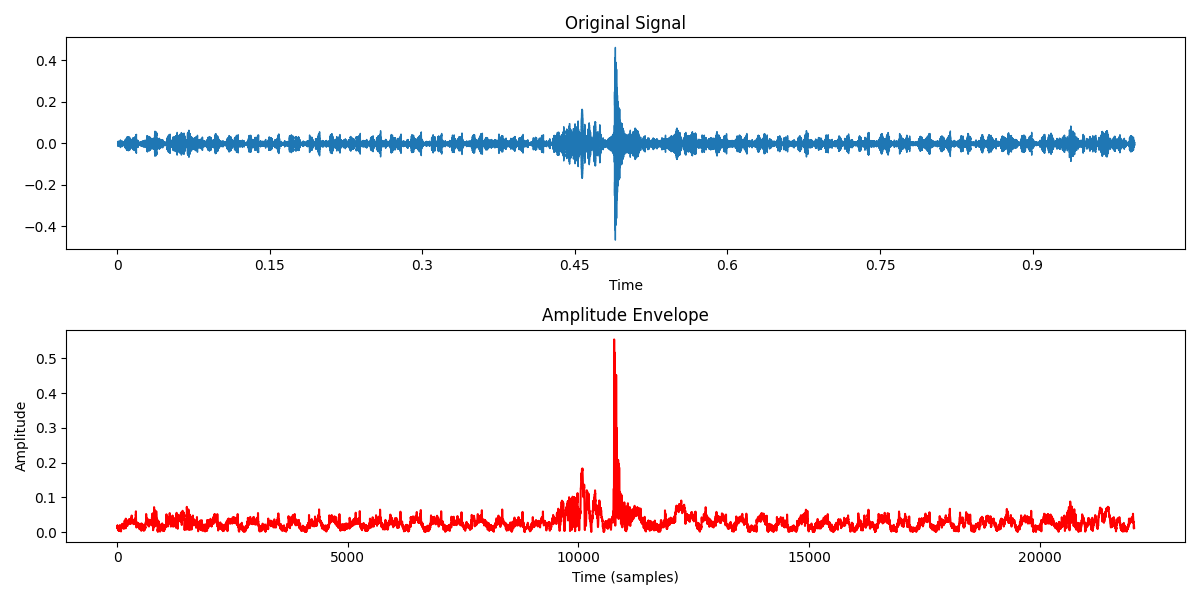 Original Signal
0.4
0.2
0.0
−0.2
−0.4
0 0.15 0.3 0.45 0.6 0.75 0.9
Time
Amplitude Envelope
Amplitude
0.5
0.4
0.3
0.2
0.1
0.0
0 5000 10000 15000 20000
Time (samples)